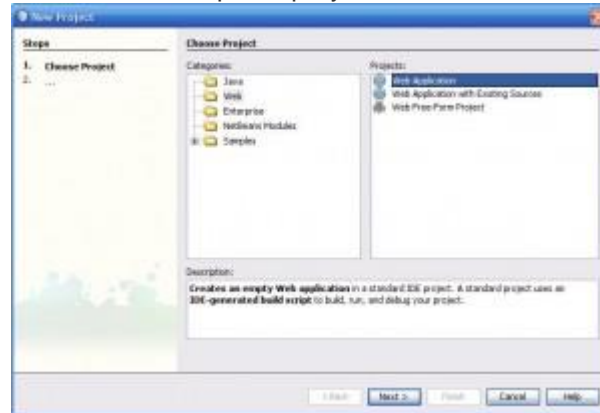 New Project
Steps
1. Choose Project
2. ...
Choose Project
Categories:
Java
Web
Enterprise
NetBeans Modules
Samples
Projects:
Web Application
Web Application with Existing Sources
Web Free-Form Project
Description:
Creates an empty Web application in a standard IDE project. A standard project uses an
IDE-generated build script to build, run, and debug your project.
< Back Next > Finish Cancel Help